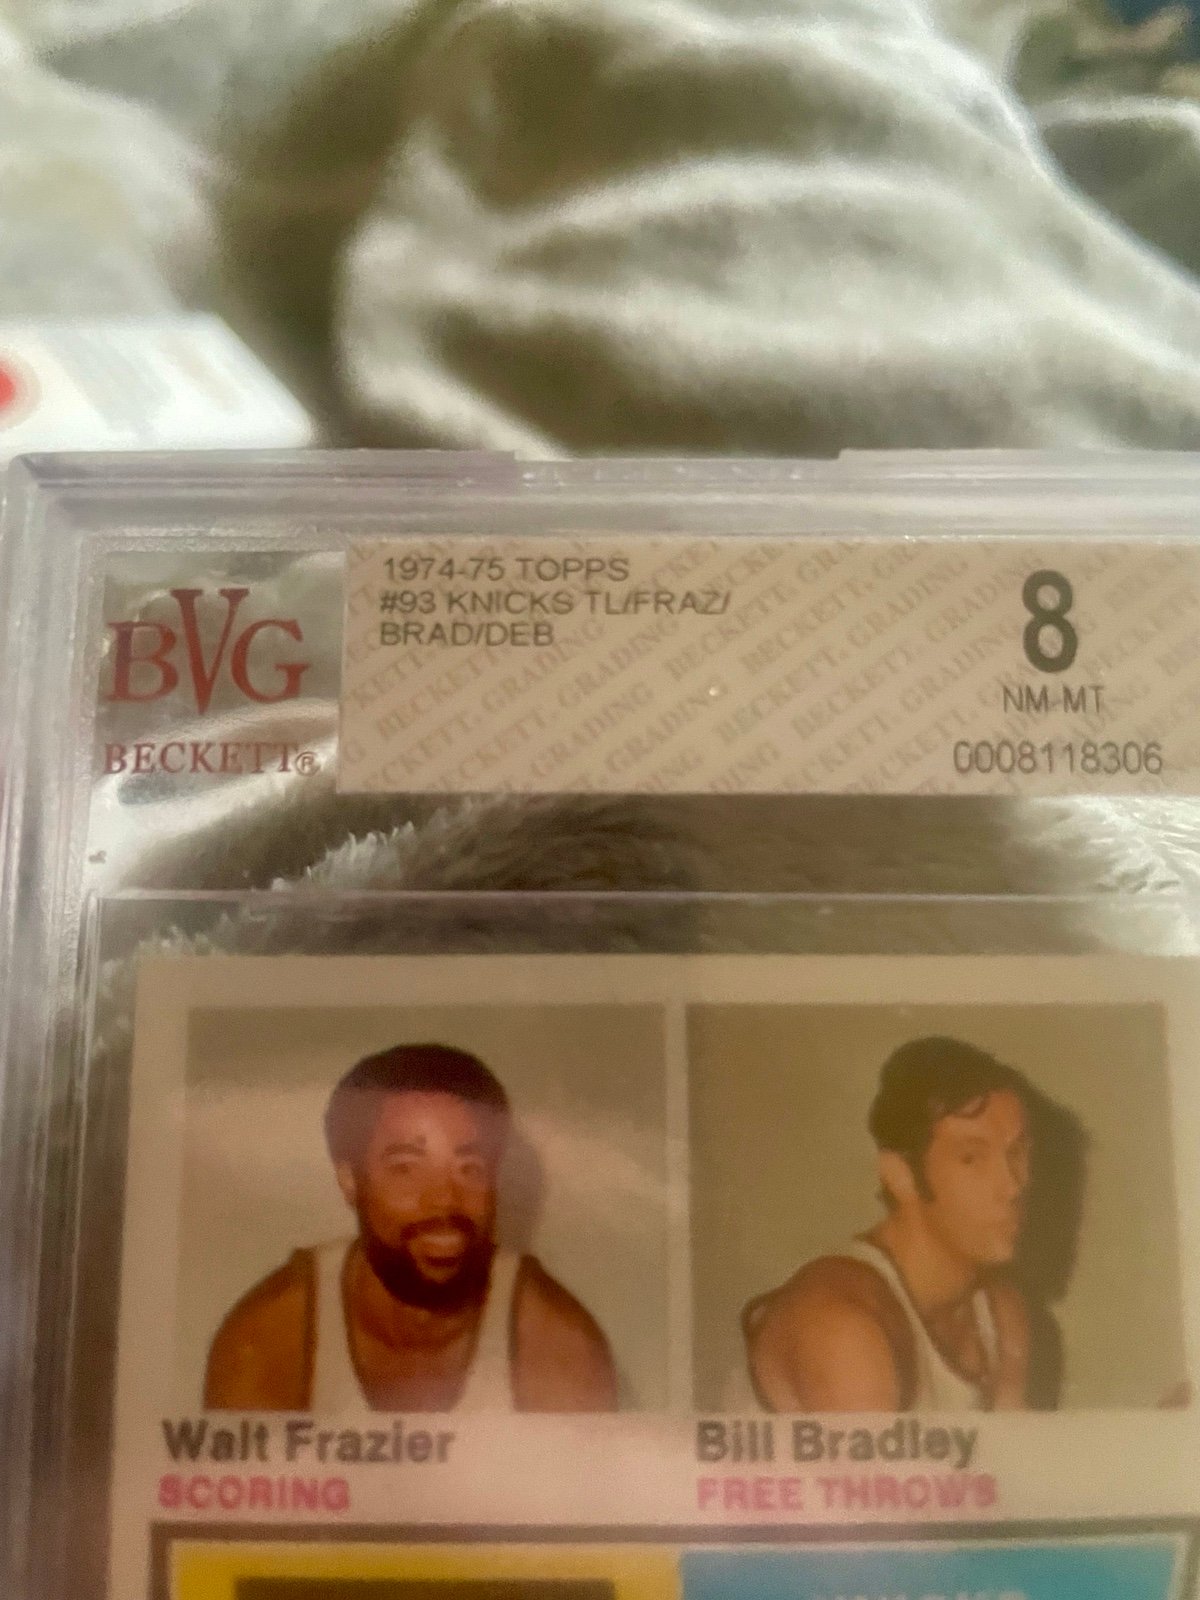 BVG
BECKETT®
1974-75 TOPPS
#93 KNICKS TL/FRAZ/
BRAD/DEB
8
NM-MT
0008118306
Walt Frazier
SCORING
Bill Bradley
FREE THROWS